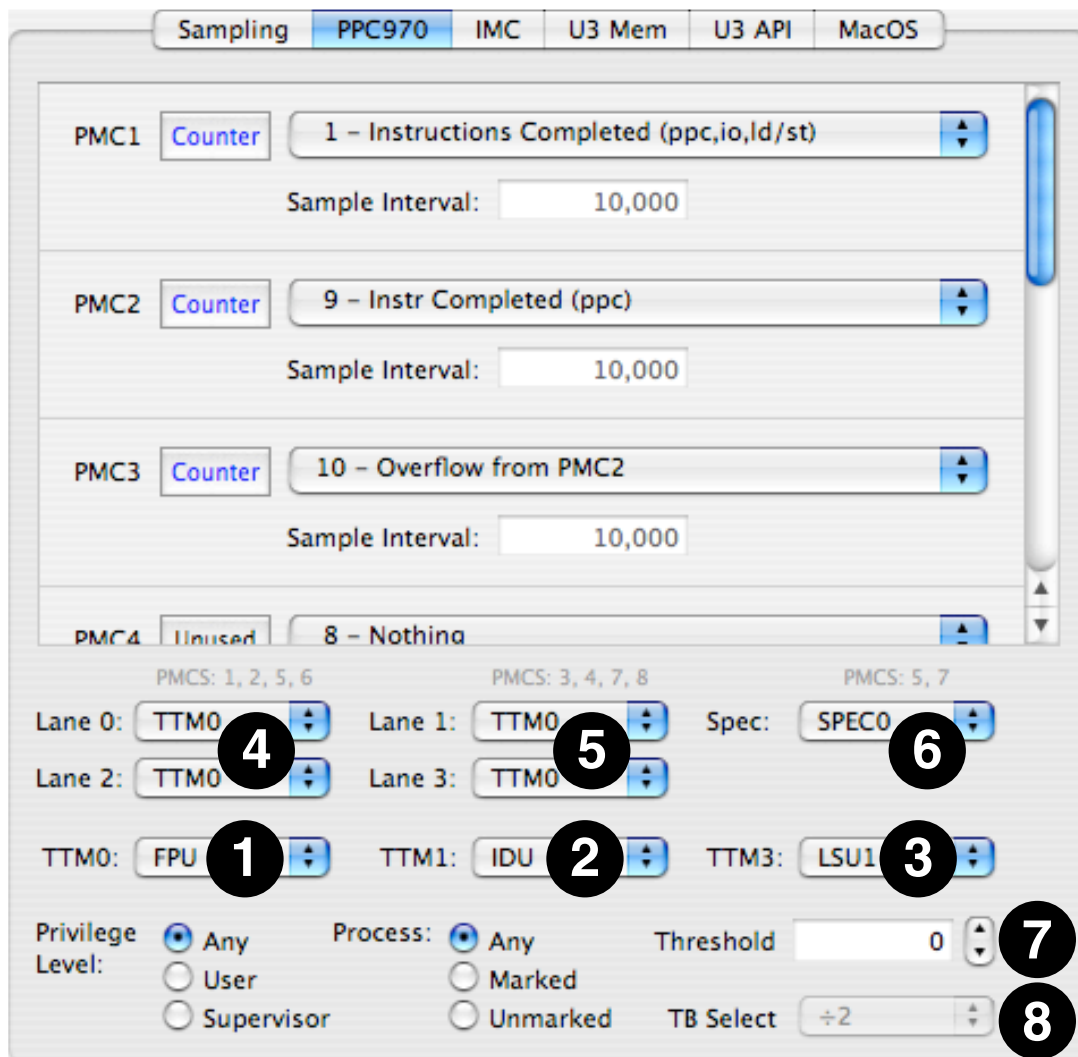 Sampling PPC970 IMC U3 Mem U3 API MacOS
PMC1 Counter 1 – Instructions Completed (ppc,io,ld/st)
Sample Interval: 10,000
PMC2 Counter 9 – Instr Completed (ppc)
Sample Interval: 10,000
PMC3 Counter 10 – Overflow from PMC2
Sample Interval: 10,000
PMC4 Unused 8 – Nothing
PMCS: 1, 2, 5, 6 PMCS: 3, 4, 7, 8 PMCS: 5, 7
Lane 0: TTM0 Lane 1: TTM0 Spec: SPEC0
4 5 6
Lane 2: TTM0 Lane 3: TTM0
TTM0: FPU 1 TTM1: IDU 2 TTM3: LSU1 3
Privilege Level: Any Process: Any Threshold 0 7
User Marked
Supervisor Unmarked TB Select ÷2 8